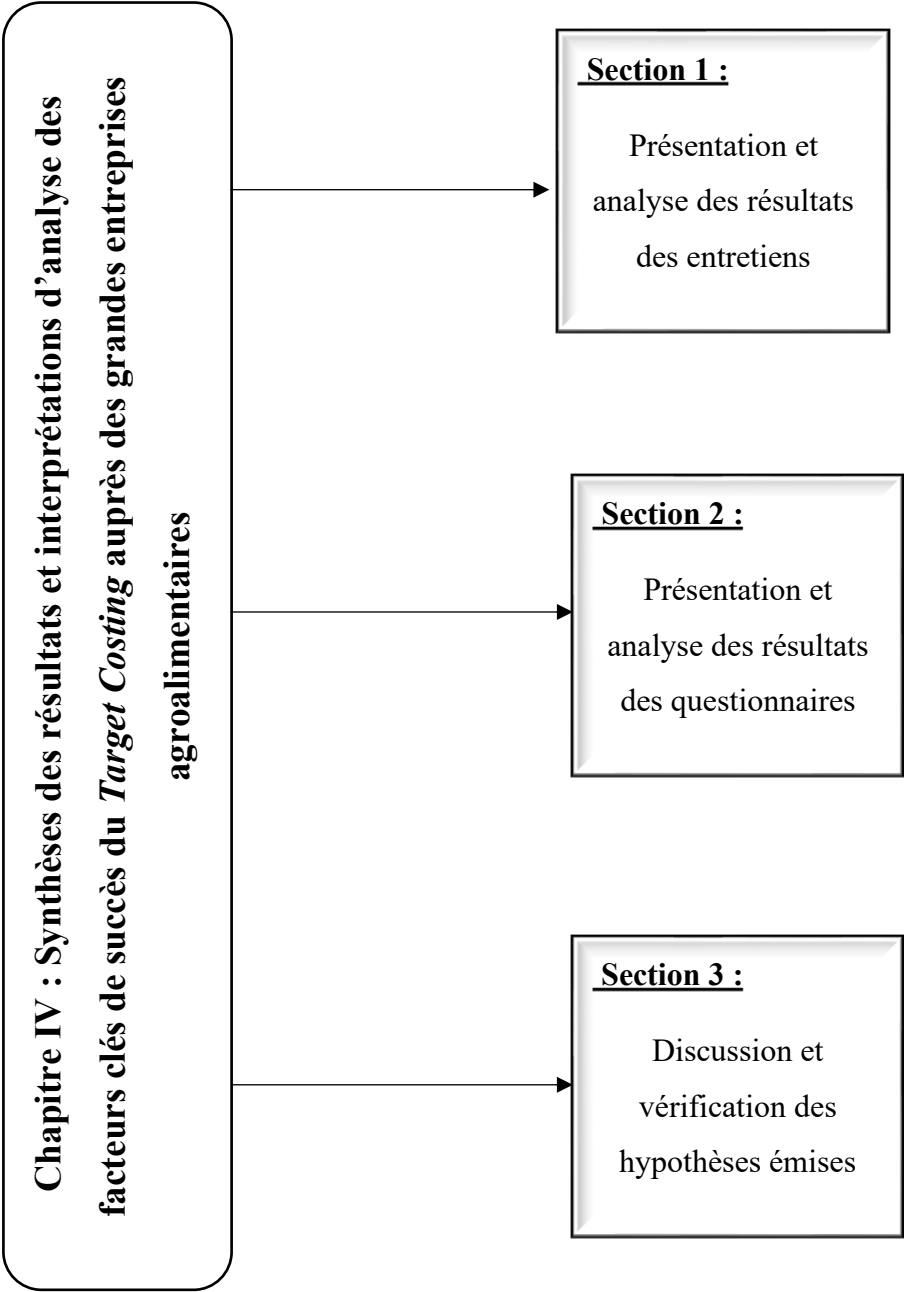 Chapitre IV : Synthèses des résultats et interprétations d’analyse des
facteurs clés de succès du Target Costing auprès des grandes entreprises
agroalimentaires
Section 1 :
Présentation et
analyse des résultats
des entretiens
Section 2 :
Présentation et
analyse des résultats
des questionnaires
Section 3 :
Discussion et
vérification des
hypothèses émises